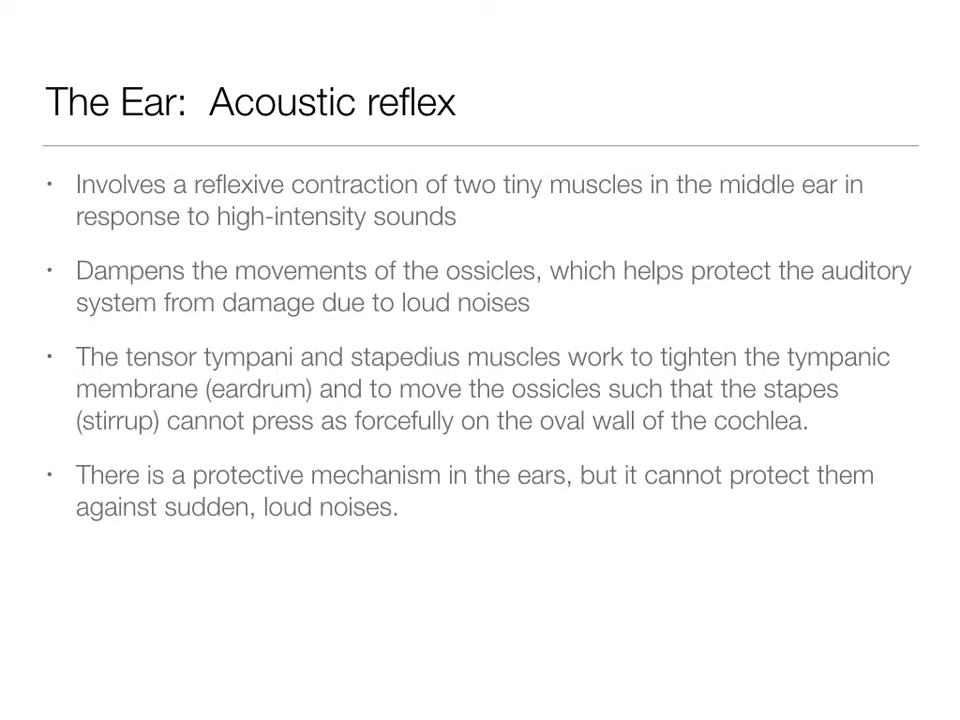 The Ear:  Acoustic reflex
• Involves a reflexive contraction of two tiny muscles in the middle ear in
response to high-intensity sounds
• Dampens the movements of the ossicles, which helps protect the auditory
system from damage due to loud noises
• The tensor tympani and stapedius muscles work to tighten the tympanic
membrane (eardrum) and to move the ossicles such that the stapes
(stirrup) cannot press as forcefully on the oval wall of the cochlea.
• There is a protective mechanism in the ears, but it cannot protect them
against sudden, loud noises.